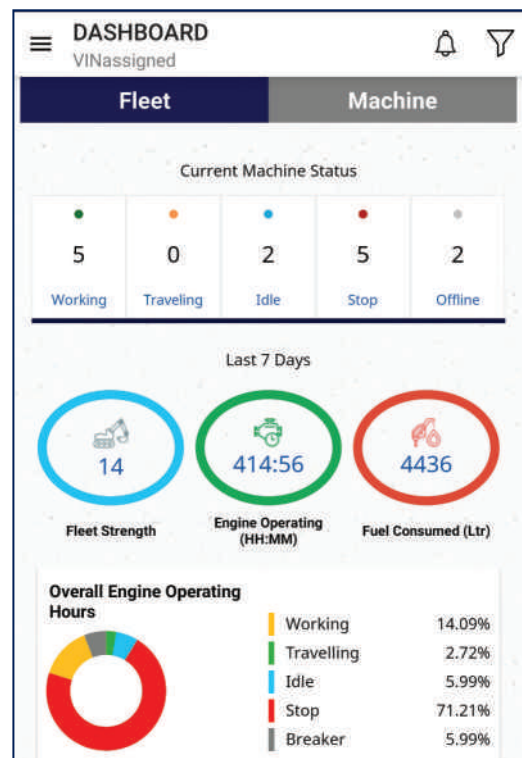 DASHBOARD
VINassigned
Fleet Machine
Current Machine Status
5 0 2 5 2
Working Traveling Idle Stop Offline
Last 7 Days
14 414:56 4436
Fleet Strength Engine Operating (HH:MM) Fuel Consumed (Ltr)
Overall Engine Operating
Hours
Working 14.09%
Travelling 2.72%
Idle 5.99%
Stop 71.21%
Breaker 5.99%